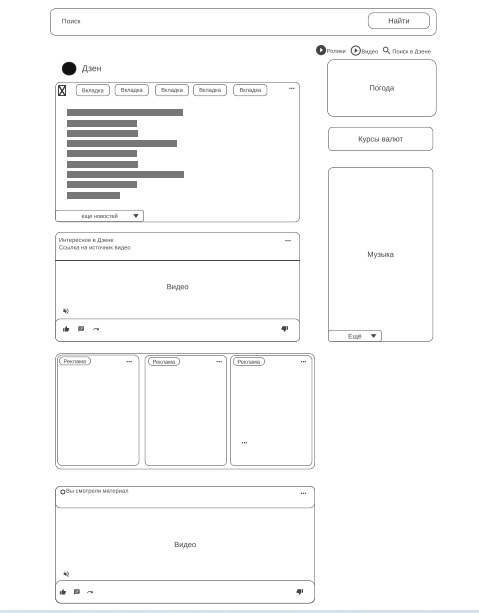 Поиск
Найти
Ролики
Видео
Поиск в Дзене
Дзен
Вкладка
Вкладка
Вкладка
Вкладка
Вкладка
еще новостей
Погода
Курсы валют
Музыка
Ещё
Интересное в Дзене
Ссылка на источник видео
Видео
Реклама
Реклама
Реклама
Вы смотрели материал
Видео